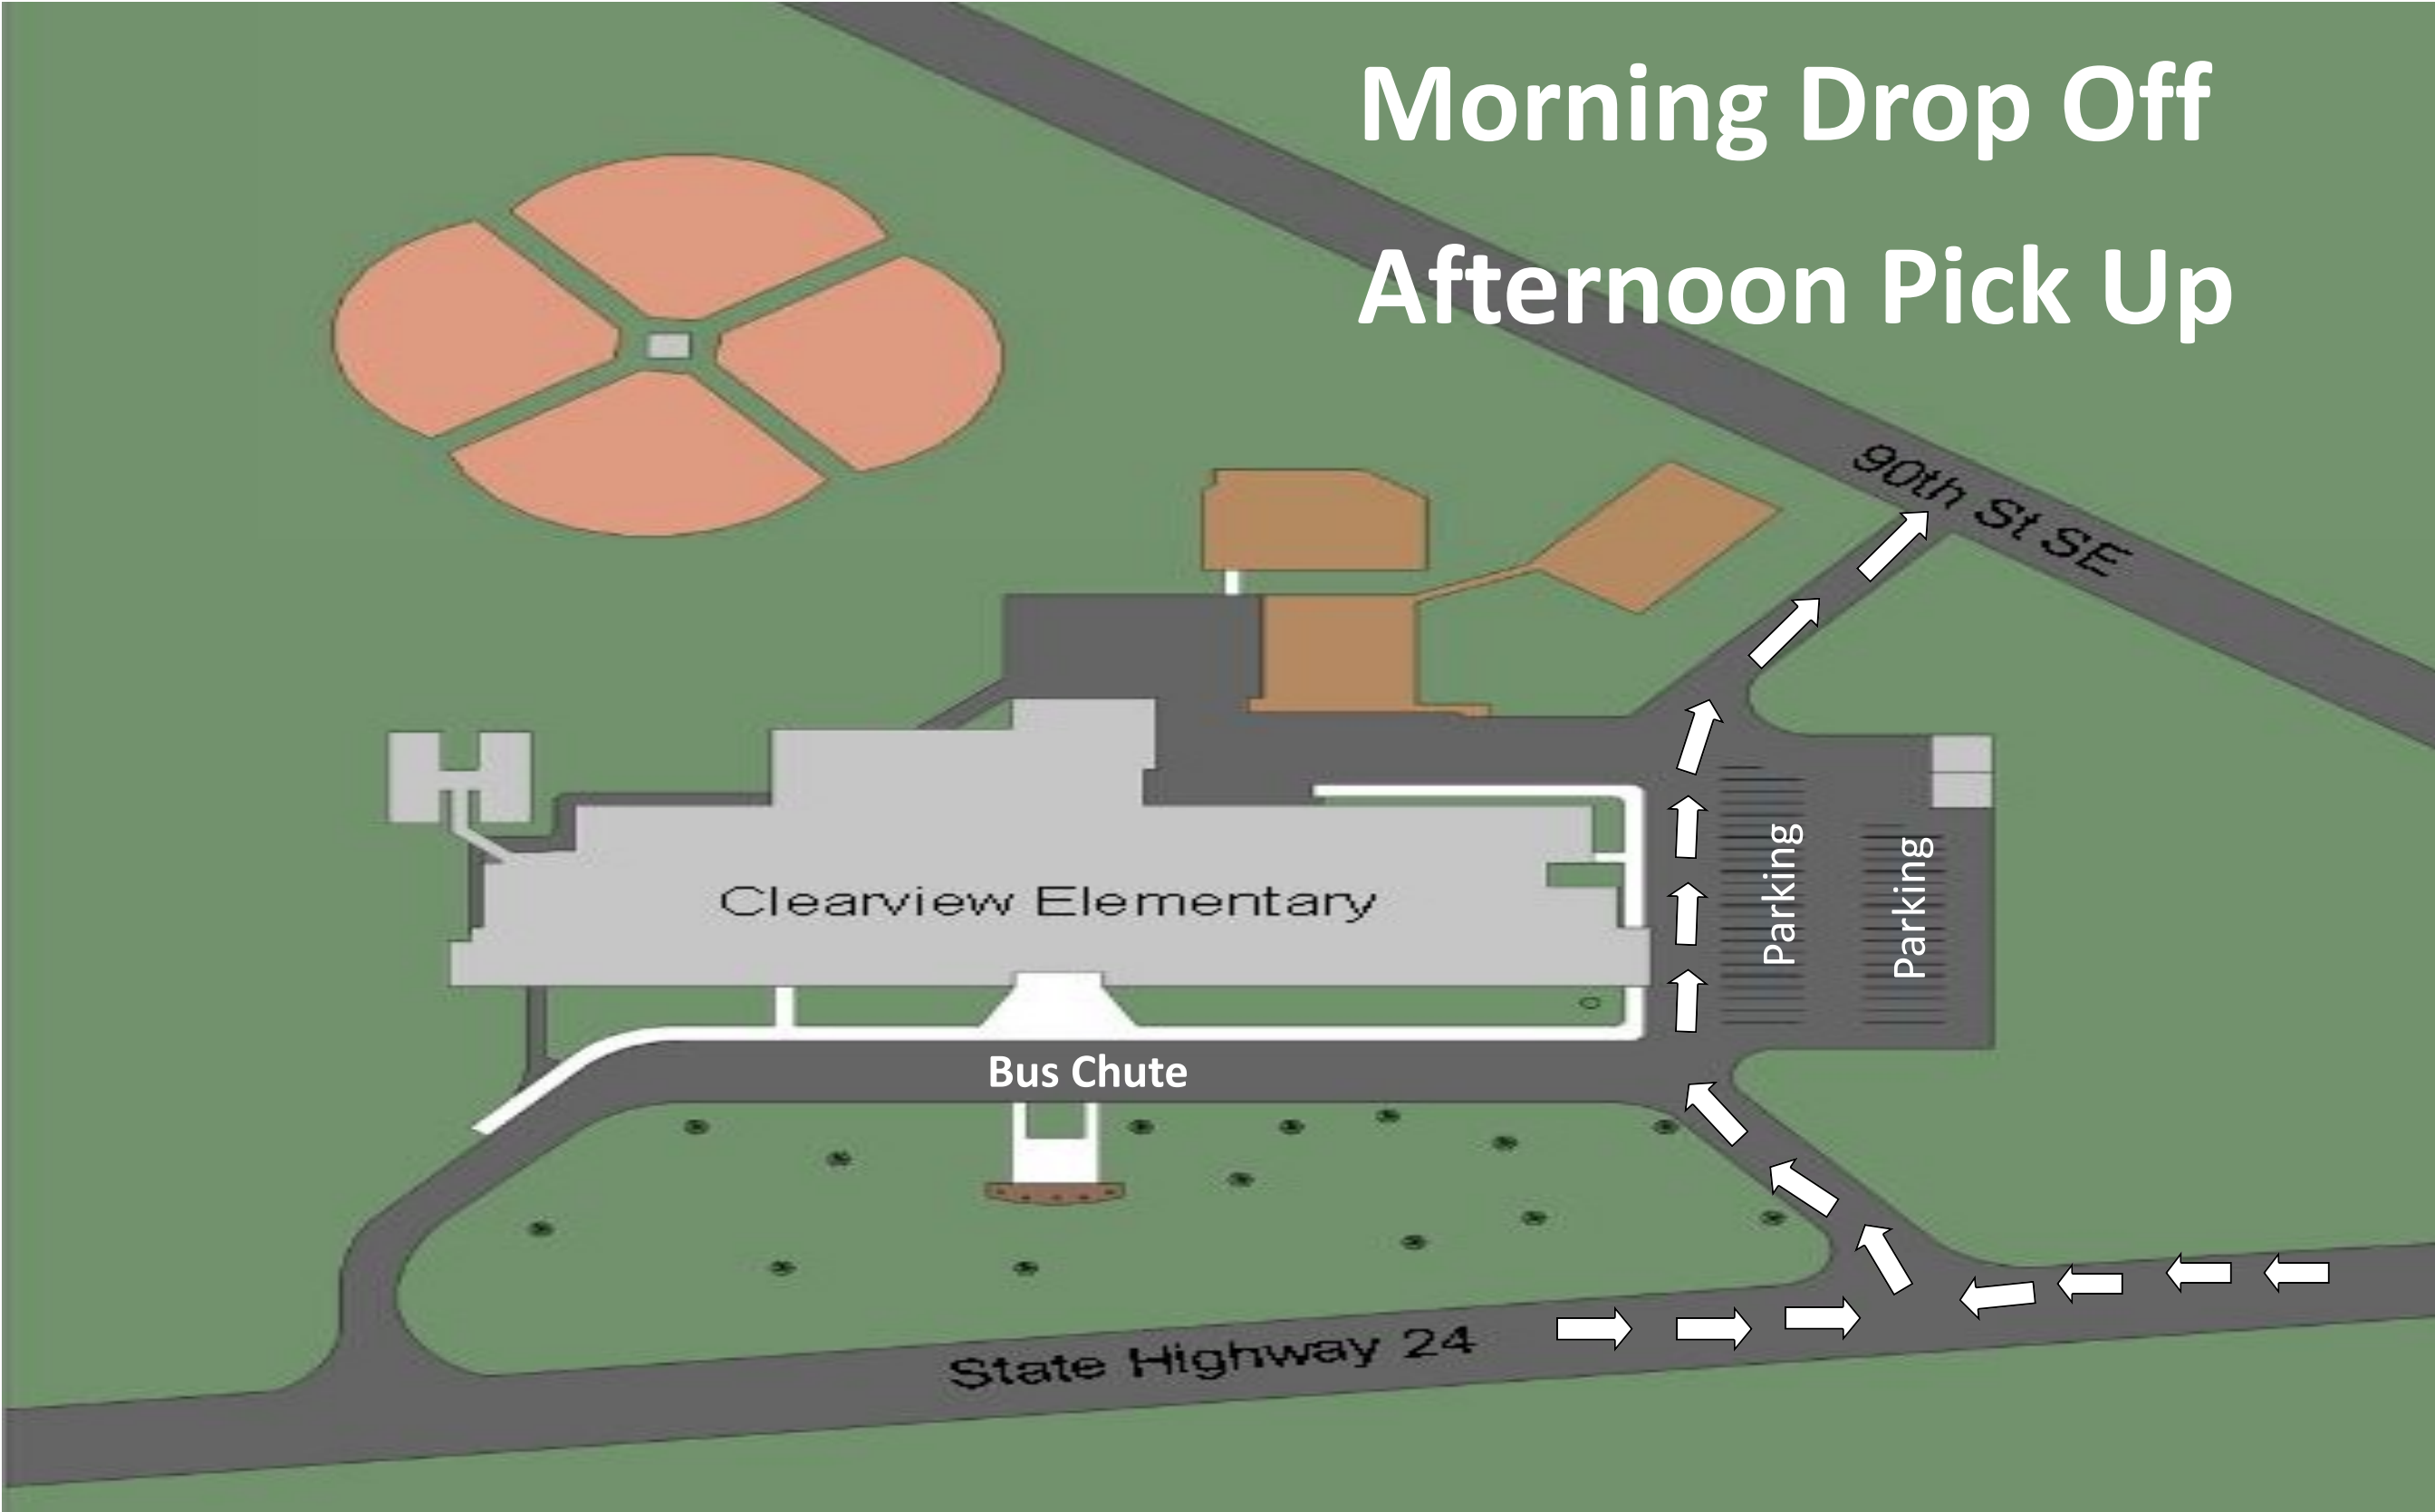 Morning Drop Off
Afternoon Pick Up
90th St SE
Clearview Elementary
Parking
Parking
Bus Chute
State Highway 24